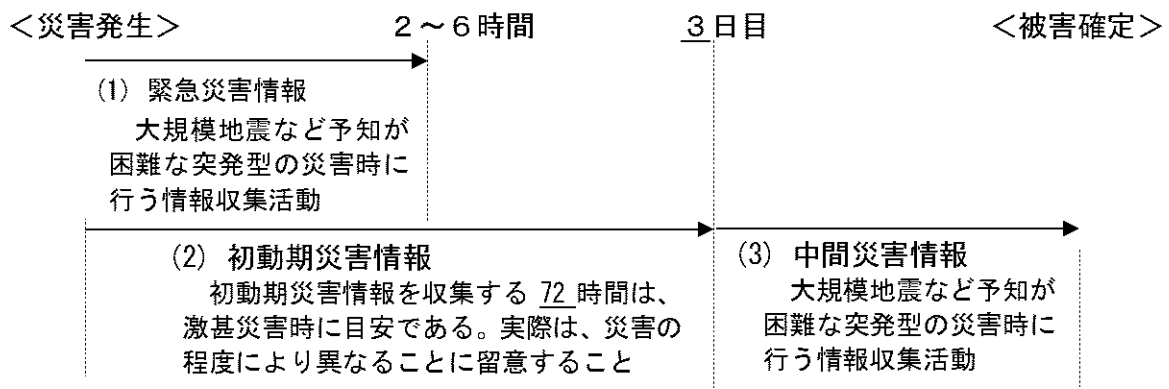 ＜災害発生＞ ２～６時間 ３日目 ＜被害確定＞
(1) 緊急災害情報
大規模地震など予知が
困難な突発型の災害時に
行う情報収集活動
(2) 初動期災害情報
初動期災害情報を収集する 72 時間は、
激甚災害時に目安である。実際は、災害の
程度により異なることに留意すること
(3) 中間災害情報
大規模地震など予知が
困難な突発型の災害時に
行う情報収集活動